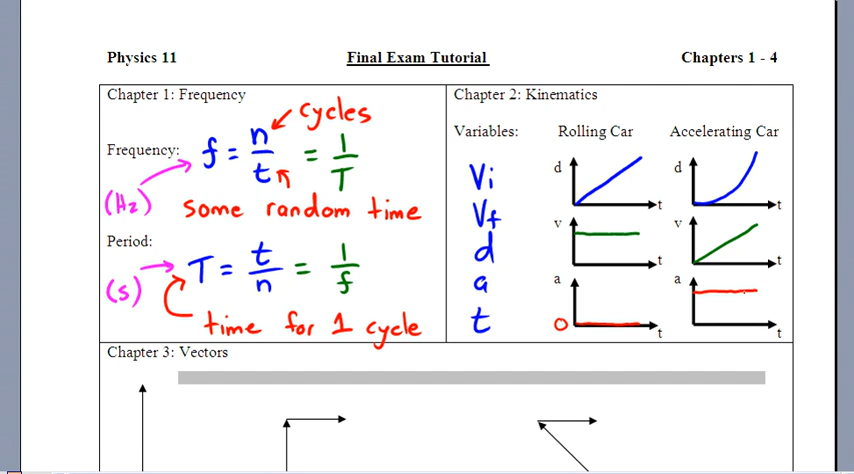 Physics 11 Final Exam Tutorial Chapters 1 - 4
Chapter 1: Frequency
cycles
Frequency: f = n/t = 1/T
(Hz) some random time
Period:
T = t/n = 1/f
(s)
time for 1 cycle
Chapter 2: Kinematics
Variables: Rolling Car Accelerating Car
Vi
Vf
d
a
t
d t
v t
a O t
d t
v t
a t
Chapter 3: Vectors